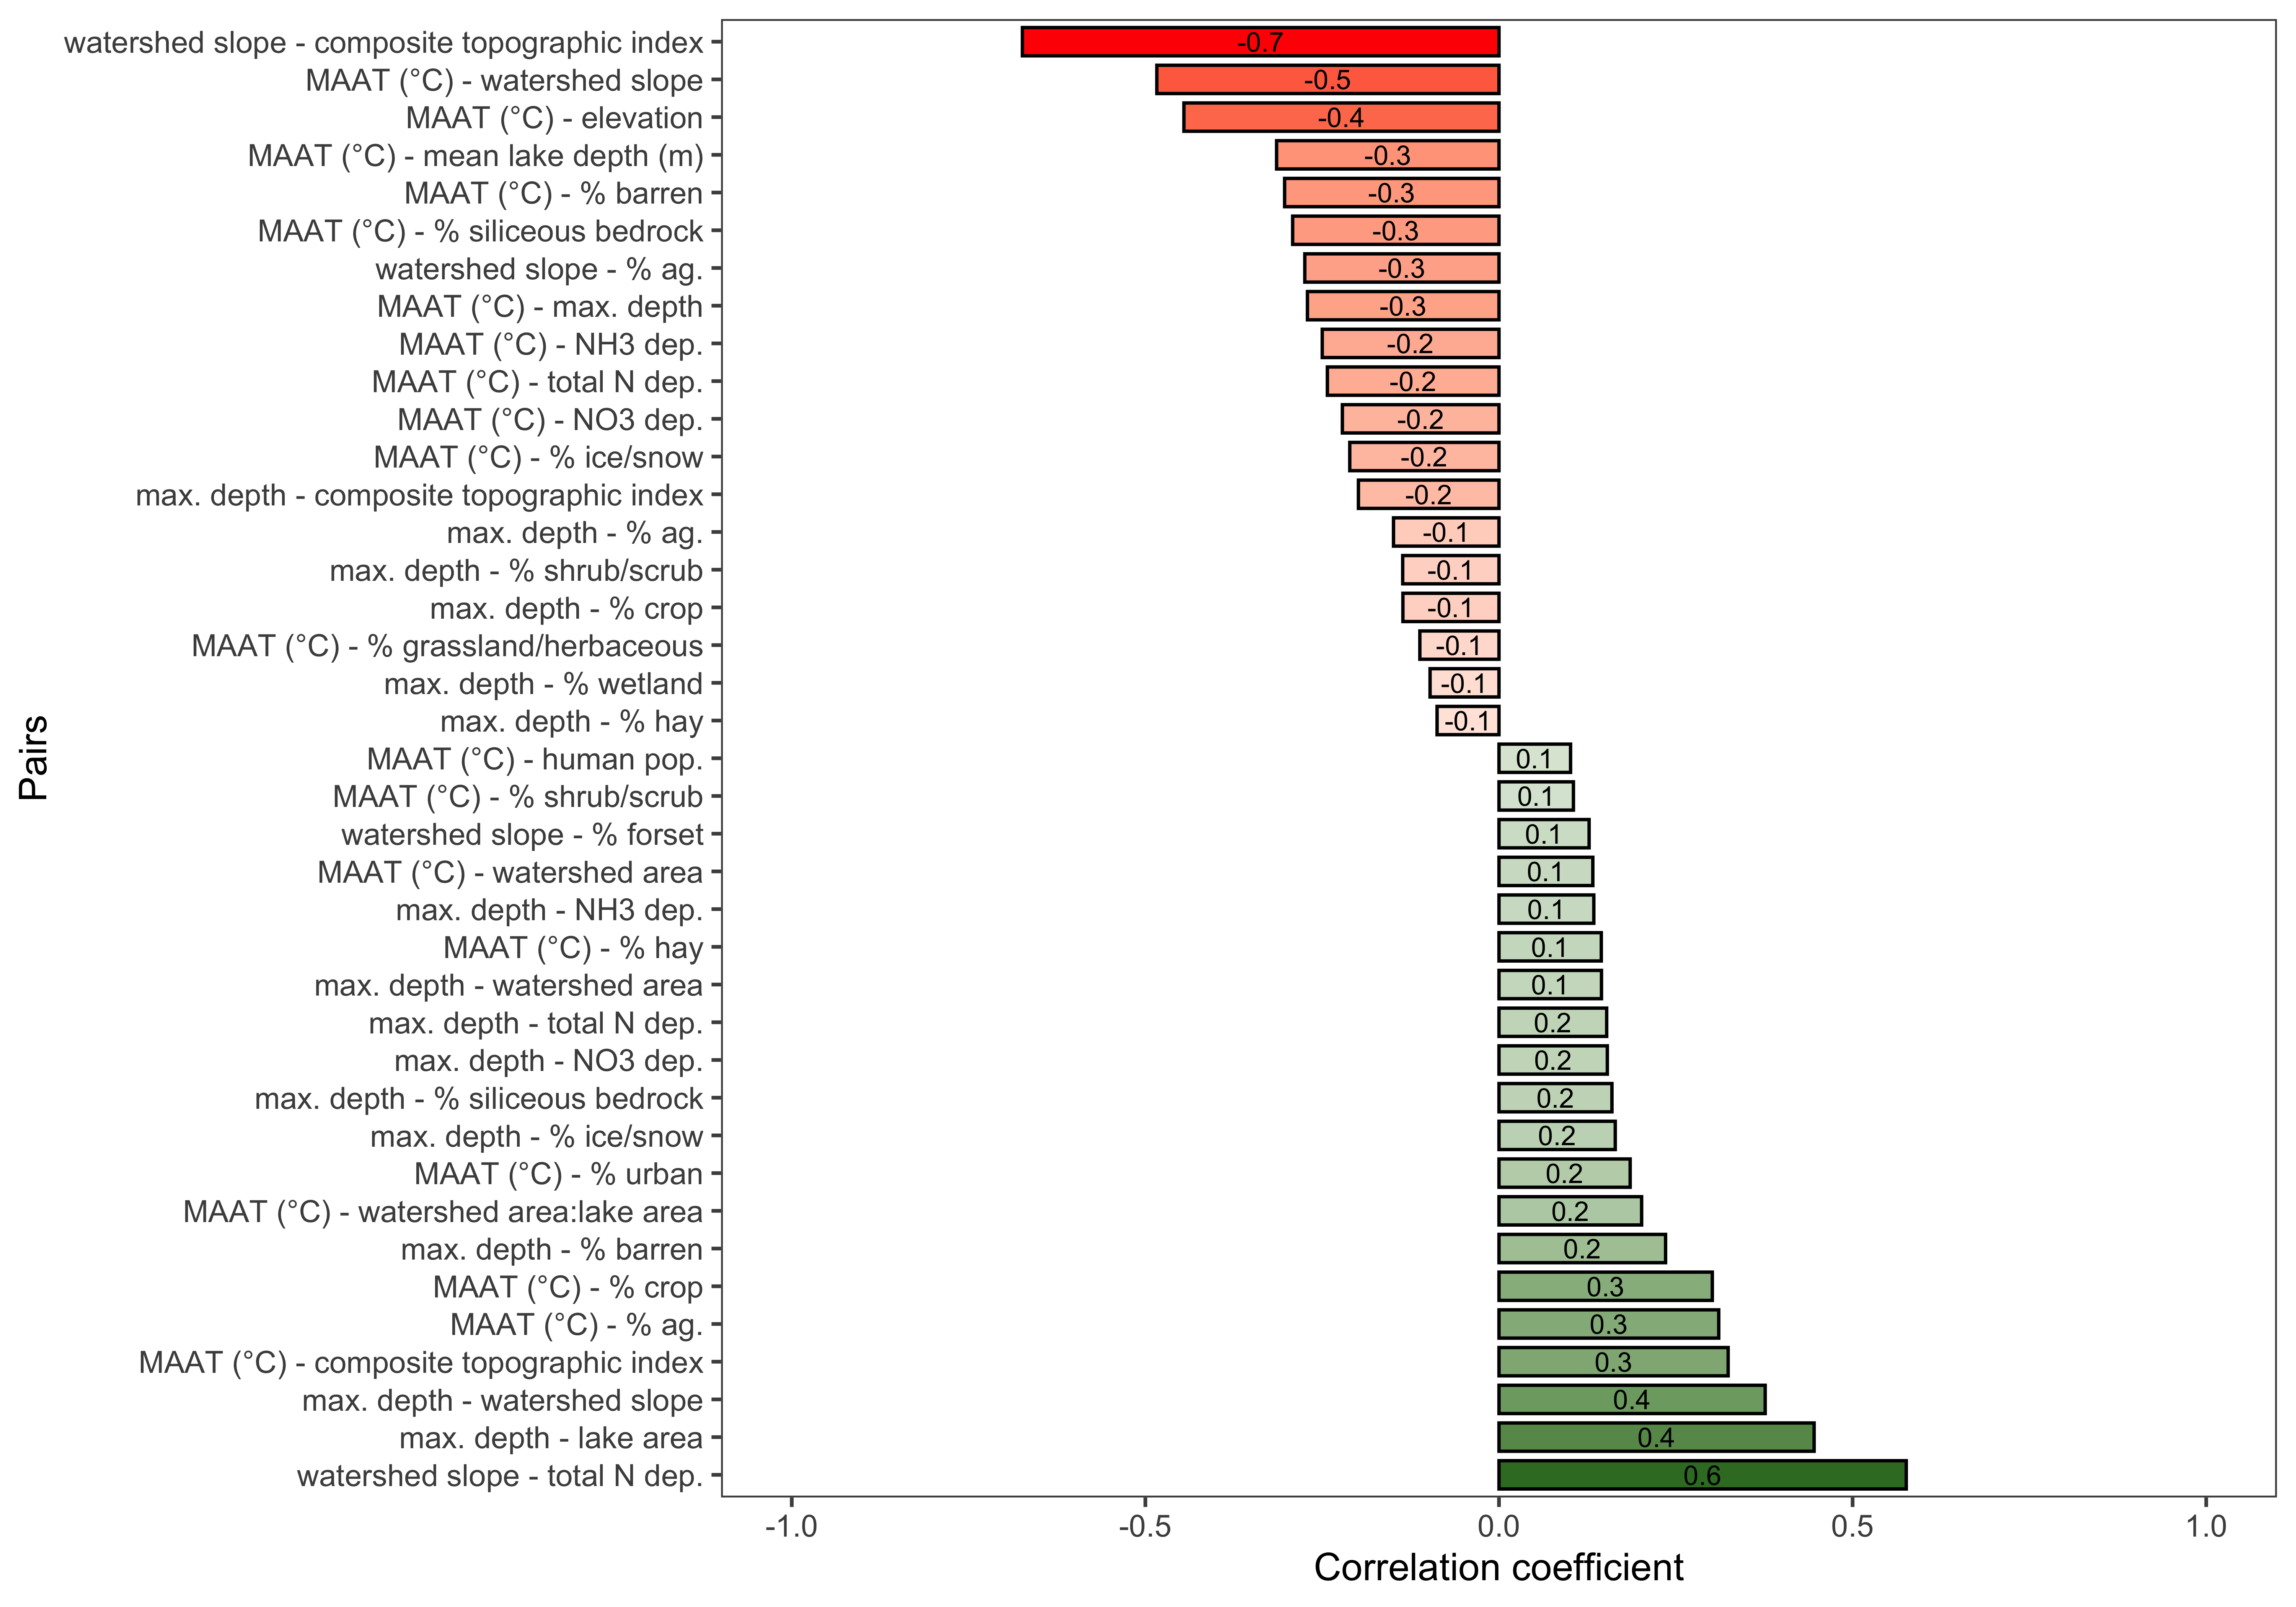 watershed slope - composite topographic index -0.7
MAAT (°C) - watershed slope -0.5
MAAT (°C) - elevation -0.4
MAAT (°C) - mean lake depth (m) -0.3
MAAT (°C) - % barren -0.3
MAAT (°C) - % siliceous bedrock -0.3
watershed slope - % ag. -0.3
MAAT (°C) - max. depth -0.3
MAAT (°C) - NH3 dep. -0.2
MAAT (°C) - total N dep. -0.2
MAAT (°C) - NO3 dep. -0.2
MAAT (°C) - % ice/snow -0.2
max. depth - composite topographic index -0.2
max. depth - % ag. -0.1
max. depth - % shrub/scrub -0.1
max. depth - % crop -0.1
MAAT (°C) - % grassland/herbaceous -0.1
max. depth - % wetland -0.1
max. depth - % hay -0.1
MAAT (°C) - human pop. 0.1
MAAT (°C) - % shrub/scrub 0.1
watershed slope - % forset 0.1
MAAT (°C) - watershed area 0.1
max. depth - NH3 dep. 0.1
MAAT (°C) - % hay 0.1
max. depth - watershed area 0.1
max. depth - total N dep. 0.2
max. depth - NO3 dep. 0.2
max. depth - % siliceous bedrock 0.2
max. depth - % ice/snow 0.2
MAAT (°C) - % urban 0.2
MAAT (°C) - watershed area:lake area 0.2
max. depth - % barren 0.2
MAAT (°C) - % crop 0.3
MAAT (°C) - % ag. 0.3
MAAT (°C) - composite topographic index 0.3
max. depth - watershed slope 0.4
max. depth - lake area 0.4
watershed slope - total N dep. 0.6
Pairs
-1.0 -0.5 0.0 0.5 1.0
Correlation coefficient